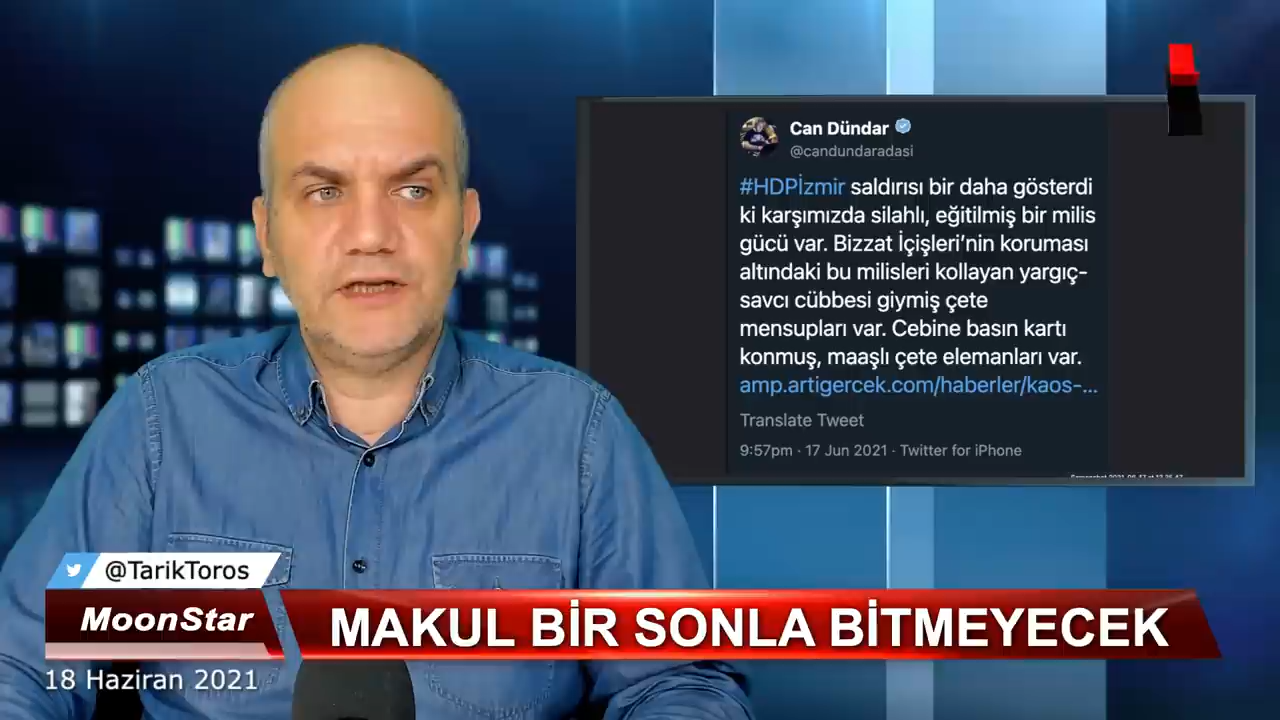 Can Dündar
@candundaradasi
#HDPİzmir saldırısı bir daha gösterdi
ki karşımızda silahlı, eğitilmiş bir milis
gücü var. Bizzat İçişleri’nin koruması
altındaki bu milisleri kollayan yargıç-
savcı cübbesi giymiş çete
mensupları var. Cebine basın kartı
konmuş, maaşlı çete elemanları var.
amp.artigercek.com/haberler/kaos-...
Translate Tweet
9:57pm · 17 Jun 2021 · Twitter for iPhone
@TarikToros
MoonStar
MAKUL BİR SONLA BİTMEYECEK
18 Haziran 2021